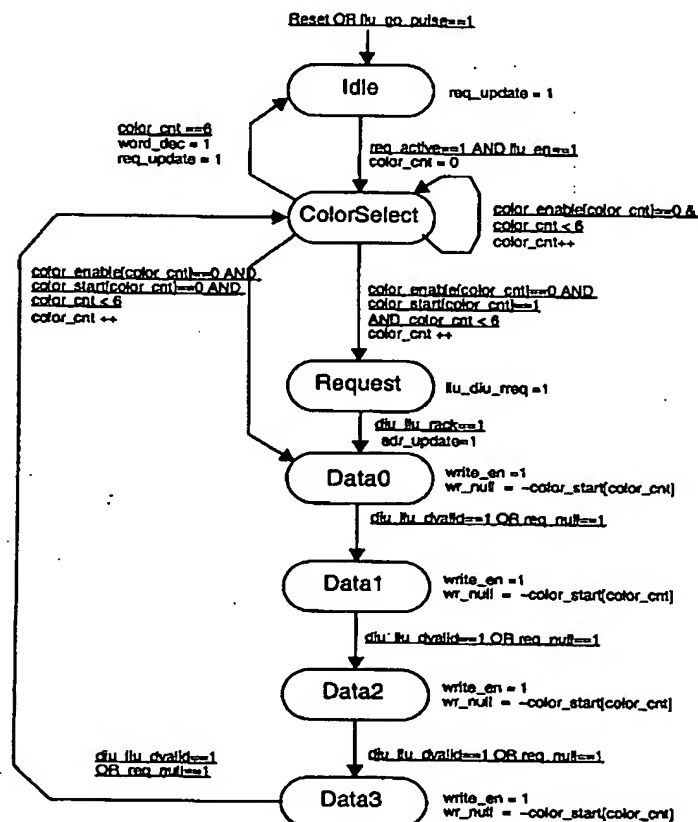 Reset OR llu_go_pulse==1
Idle
req_update = 1
color_cnt ==6
word_dec = 1
req_update = 1
req_active==1 AND llu_en==1
color_cnt = 0
ColorSelect
color_enable[color_cnt]==0 &
color_cnt < 6
color_cnt++
color_enable[color_cnt]==0 AND
color_start[color_cnt]==0 AND
color_cnt < 6
color_cnt ++
color_enable[color_cnt]==0 AND
color_start[color_cnt]==1
AND color_cnt < 6
color_cnt ++
Request
llu_diu_rreq =1
diu_llu_rack==1
adr_update=1
Data0
write_en =1
wr_null = ~color_start[color_cnt]
diu_llu_dvalid==1 OR req_null==1
Data1
write_en =1
wr_null = ~color_start[color_cnt]
diu_llu_dvalid==1 OR req_null==1
Data2
write_en = 1
wr_null = ~color_start[color_cnt]
diu_llu_dvalid==1
OR req_null==1
diu_llu_dvalid==1 OR req_null==1
Data3
write_en = 1
wr_null = ~color_start[color_cnt]